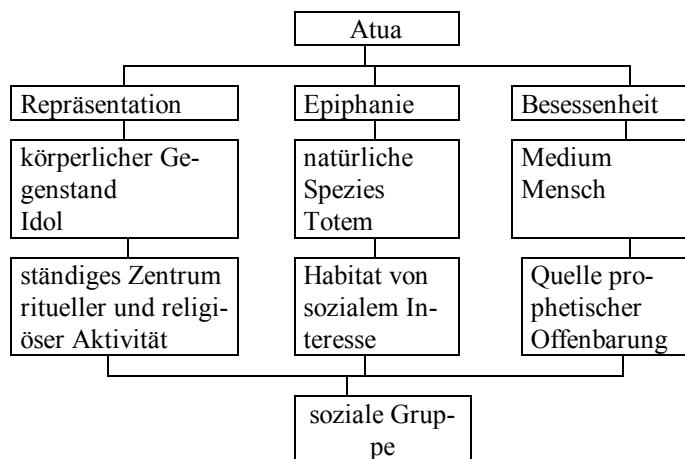 Atua
Repräsentation
Epiphanie
Besessenheit
körperlicher Ge-
genstand
Idol
natürliche
Spezies
Totem
Medium
Mensch
ständiges Zentrum
ritueller und religi-
öser Aktivität
Habitat von
sozialem In-
teresse
Quelle pro-
phetischer
Offenbarung
soziale Grup-
pe